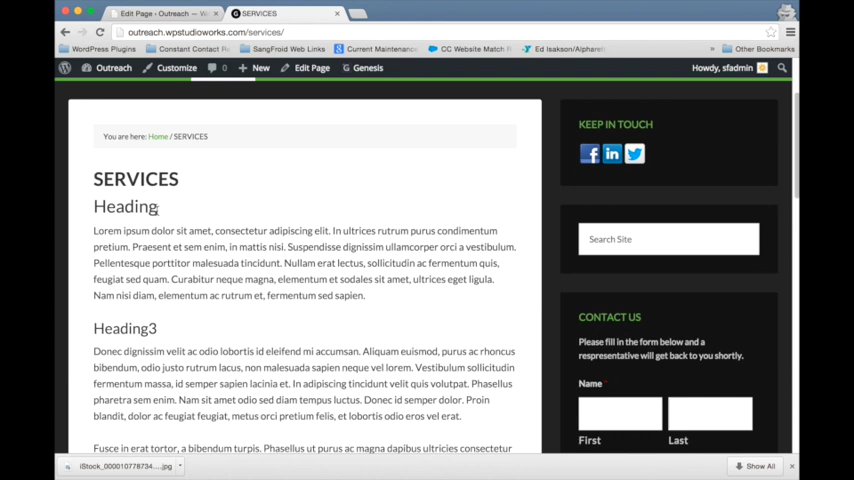 Edit Page ‹ Outreach — W
SERVICES
outreach.wpstudioworks.com/services/
WordPress Plugins
Constant Contact R
SangFroid Web Links
Current Maintenance
CC Website Match
Ed Isakson/Alpharet
»
Other Bookmarks
Outreach
Customize
0
+ New
Edit Page
Genesis
Howdy, sfadmin
You are here: Home / SERVICES
SERVICES
Heading
Lorem ipsum dolor sit amet, consectetur adipiscing elit. In ultrices rutrum purus condimentum
pretium. Praesent et sem enim, in mattis nisi. Suspendisse dignissim ullamcorper orci a vestibulum.
Pellentesque porttitor malesuada tincidunt. Nullam erat lectus, sollicitudin ac fermentum quis,
feugiat sed quam. Curabitur neque magna, elementum et sodales sit amet, ultrices eget ligula.
Nam nisi diam, elementum ac rutrum et, fermentum sed sapien.
Heading3
Donec dignissim velit ac odio lobortis id eleifend mi accumsan. Aliquam euismod, purus ac rhoncus
bibendum, odio justo rutrum lacus, non malesuada sapien neque vel lorem. Vestibulum sollicitudin
fermentum massa, id semper sapien lacinia et. In adipiscing tincidunt velit quis volutpat. Phasellus
pharetra sem enim. Nam sit amet odio sed diam tempus luctus. Donec id semper dolor. Proin
blandit, dolor ac feugiat feugiat, metus orci pretium felis, et lobortis odio eros vel erat.
Fusce in erat tortor, a bibendum turpis. Phasellus ut purus ac magna dapibus ultricies consectetur
KEEP IN TOUCH
f
in
Search Site
CONTACT US
Please fill in the form below and a
respresentative will get back to you shortly.
Name *
First
Last
iStock_000010778734....jpg
Show All